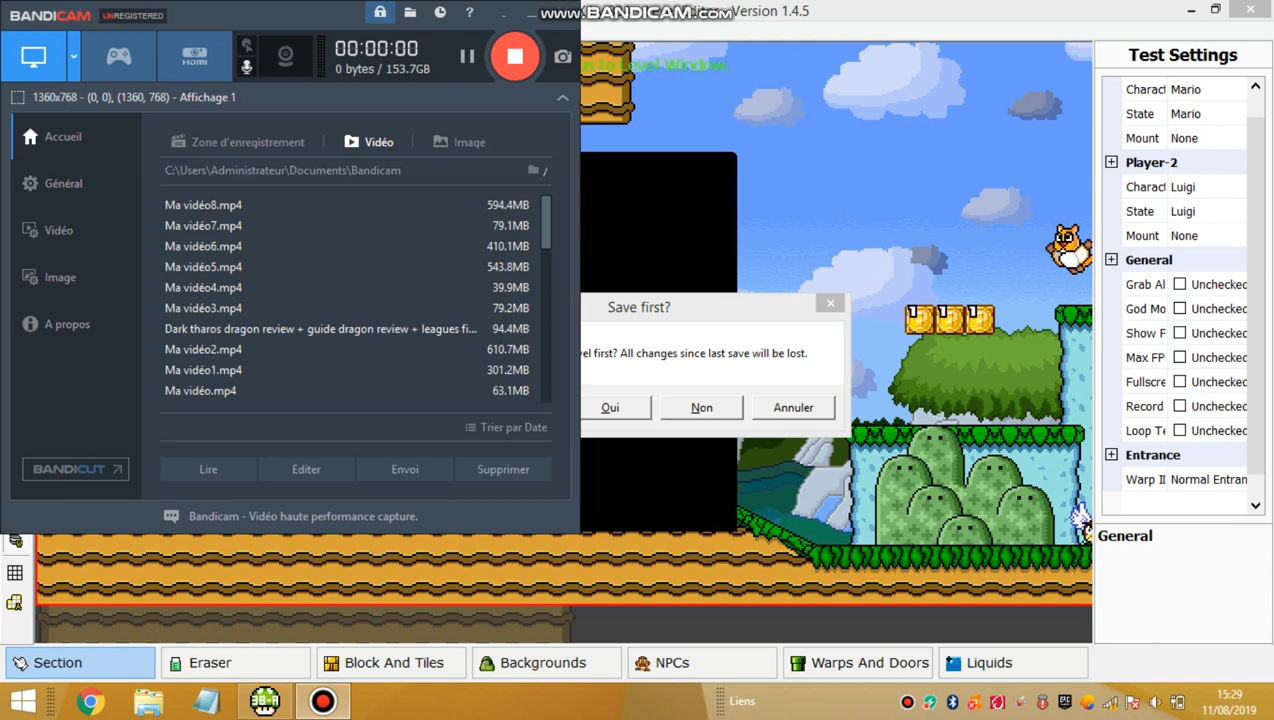 BANDICAM UNREGISTERED
www.BANDICAM.com
Editor - Version 1.4.5
?
00:00:00
0 bytes / 153.7GB
HDMI
1360x768 - (0, 0), (1360, 768) - Affichage 1
Accueil
Général
Vidéo
Image
A propos
BANDICUT
Zone d'enregistrement
Vidéo
Image
C:\Users\Administrateur\Documents\Bandicam
/
Ma vidéo8.mp4 594.4MB
Ma vidéo7.mp4 79.1MB
Ma vidéo6.mp4 410.1MB
Ma vidéo5.mp4 543.8MB
Ma vidéo4.mp4 39.9MB
Ma vidéo3.mp4 79.2MB
Dark tharos dragon review + guide dragon review + leagues fi... 94.4MB
Ma vidéo2.mp4 610.7MB
Ma vidéo1.mp4 301.2MB
Ma vidéo.mp4 63.1MB
Trier par Date
Lire Editer Envoi Supprimer
Bandicam - Vidéo haute performance capture.
to Level Window.
Save first?
el first? All changes since last save will be lost.
Oui Non Annuler
Test Settings
Charact Mario
State Mario
Mount None
Player-2
Charact Luigi
State Luigi
Mount None
General
Grab Al Unchecked
God Mo Unchecked
Show F Unchecked
Max FP Unchecked
Fullscre Unchecked
Record Unchecked
Loop Te Unchecked
Entrance
Warp II Normal Entran
General
Section
Eraser
Block And Tiles
Backgrounds
NPCs
Warps And Doors
Liquids
38-A
Liens
EPIC
15:29
11/08/2019